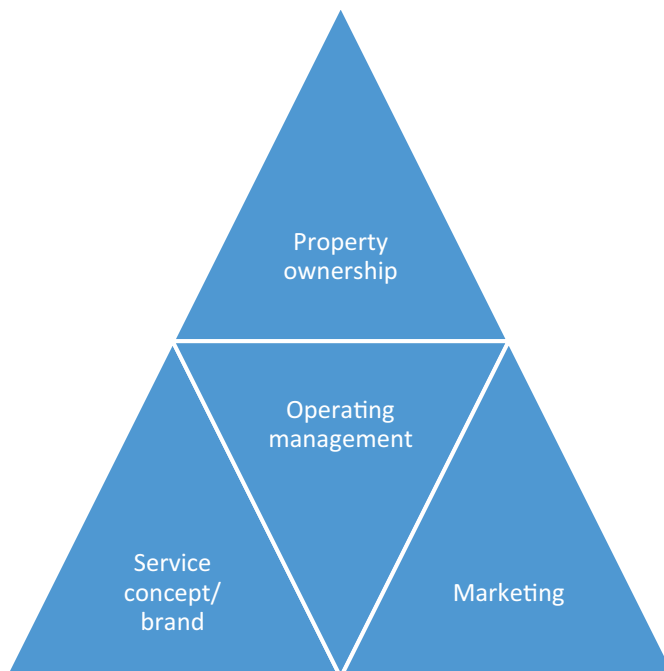 Property
ownership
Operating
management
Service
concept/
brand
Marketing